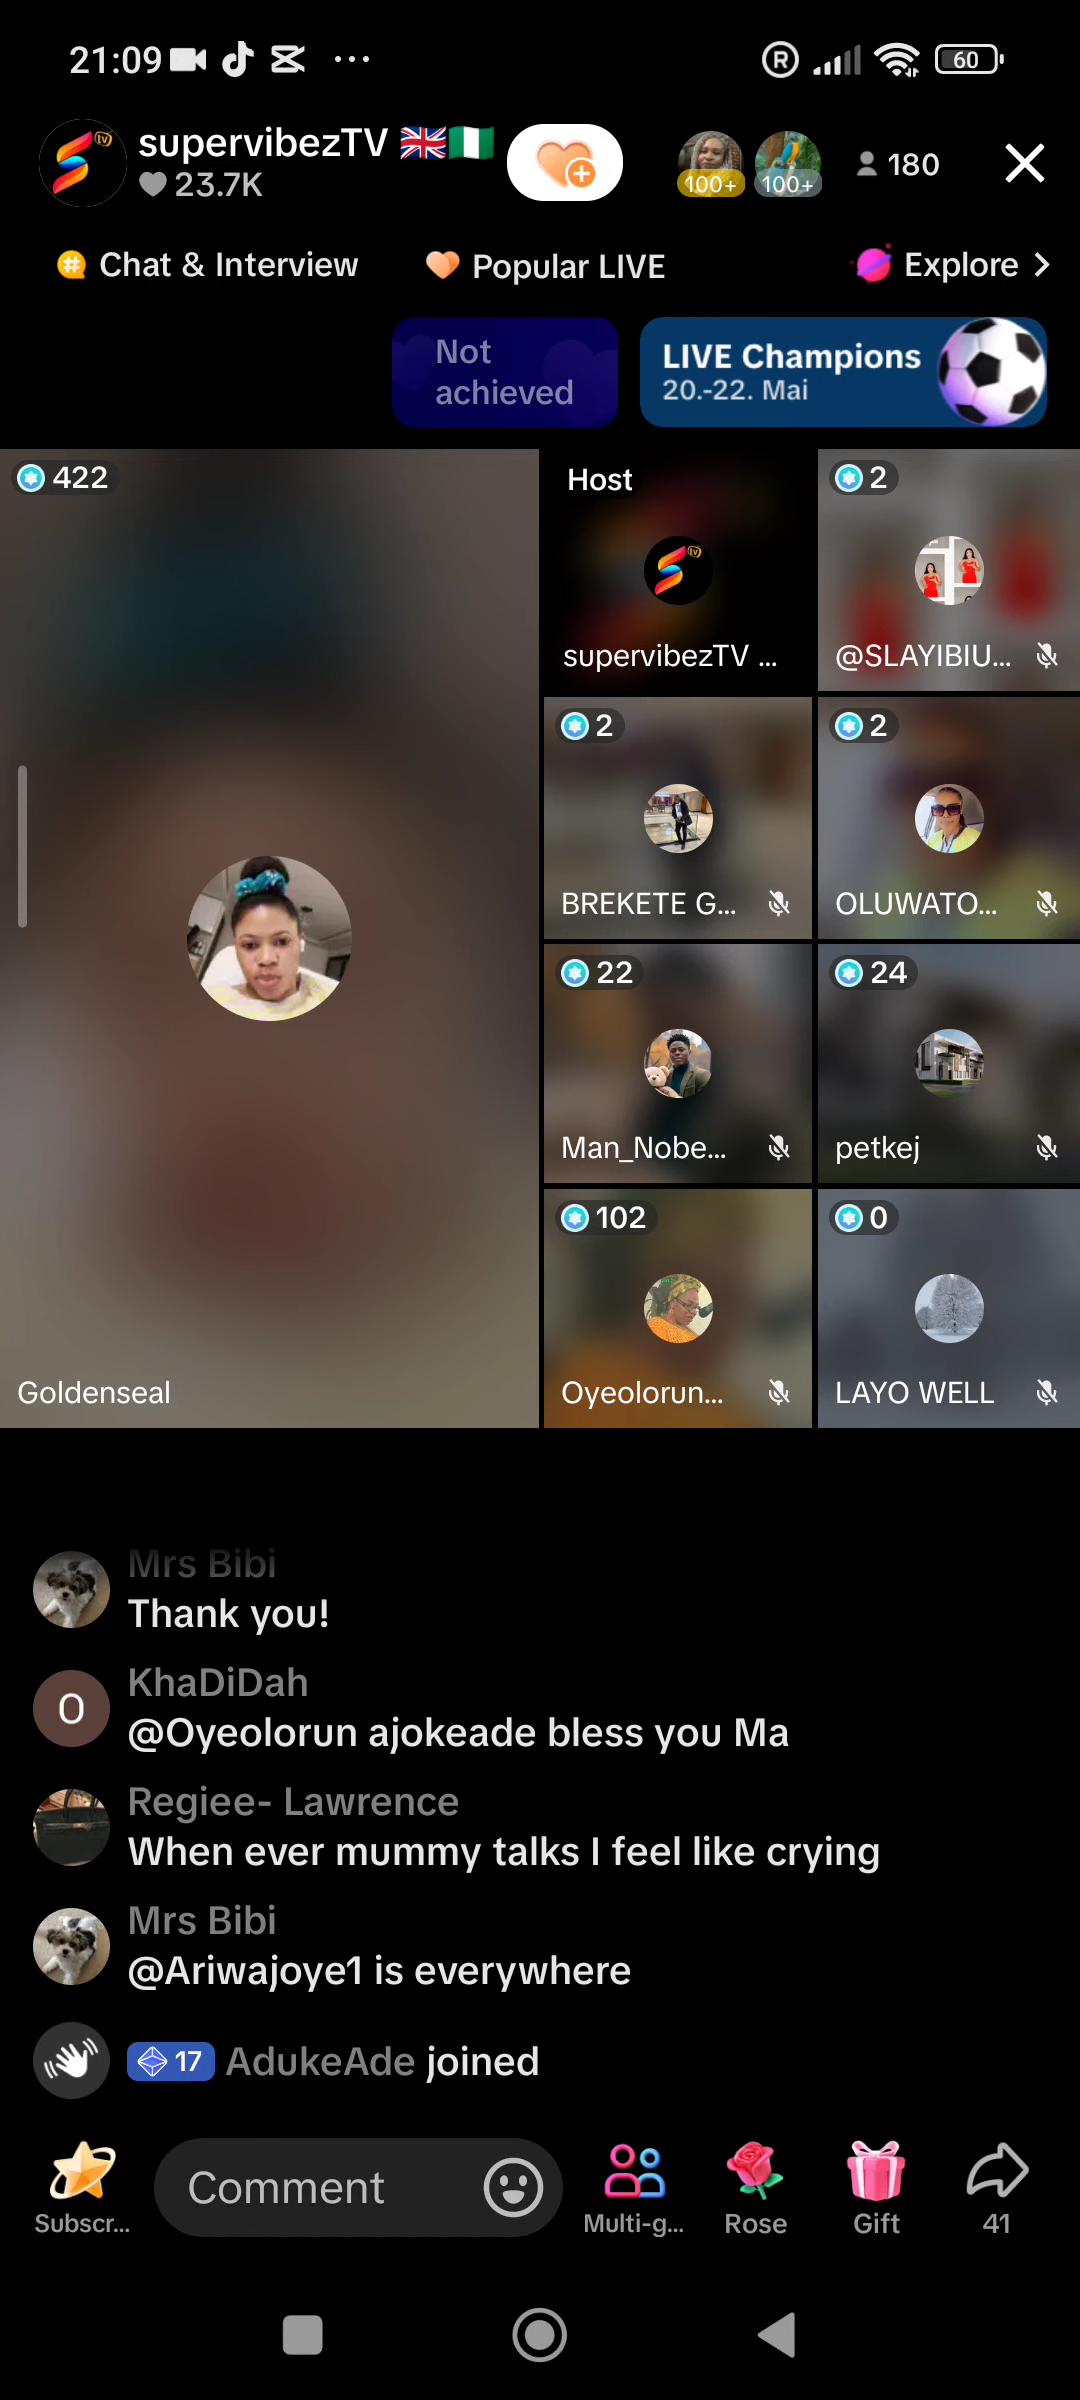 21:09
R
60
supervibezTV 🇬🇧🇳🇬
23.7K
100+
100+
180
Chat & Interview
Popular LIVE
Explore
Not
achieved
LIVE Champions
20.-22. Mai
422
Goldenseal
Host
supervibezTV ...
2
@SLAYIBIU...
2
BREKETE G...
2
OLUWATO...
22
Man_Nobe...
24
petkej
102
Oyeolorun...
0
LAYO WELL
Mrs Bibi
Thank you!
O
KhaDiDah
@Oyeolorun ajokeade bless you Ma
Regiee- Lawrence
When ever mummy talks I feel like crying
Mrs Bibi
@Ariwajoye1 is everywhere
17 AdukeAde joined
Subscr...
Comment
Multi-g...
Rose
Gift
41